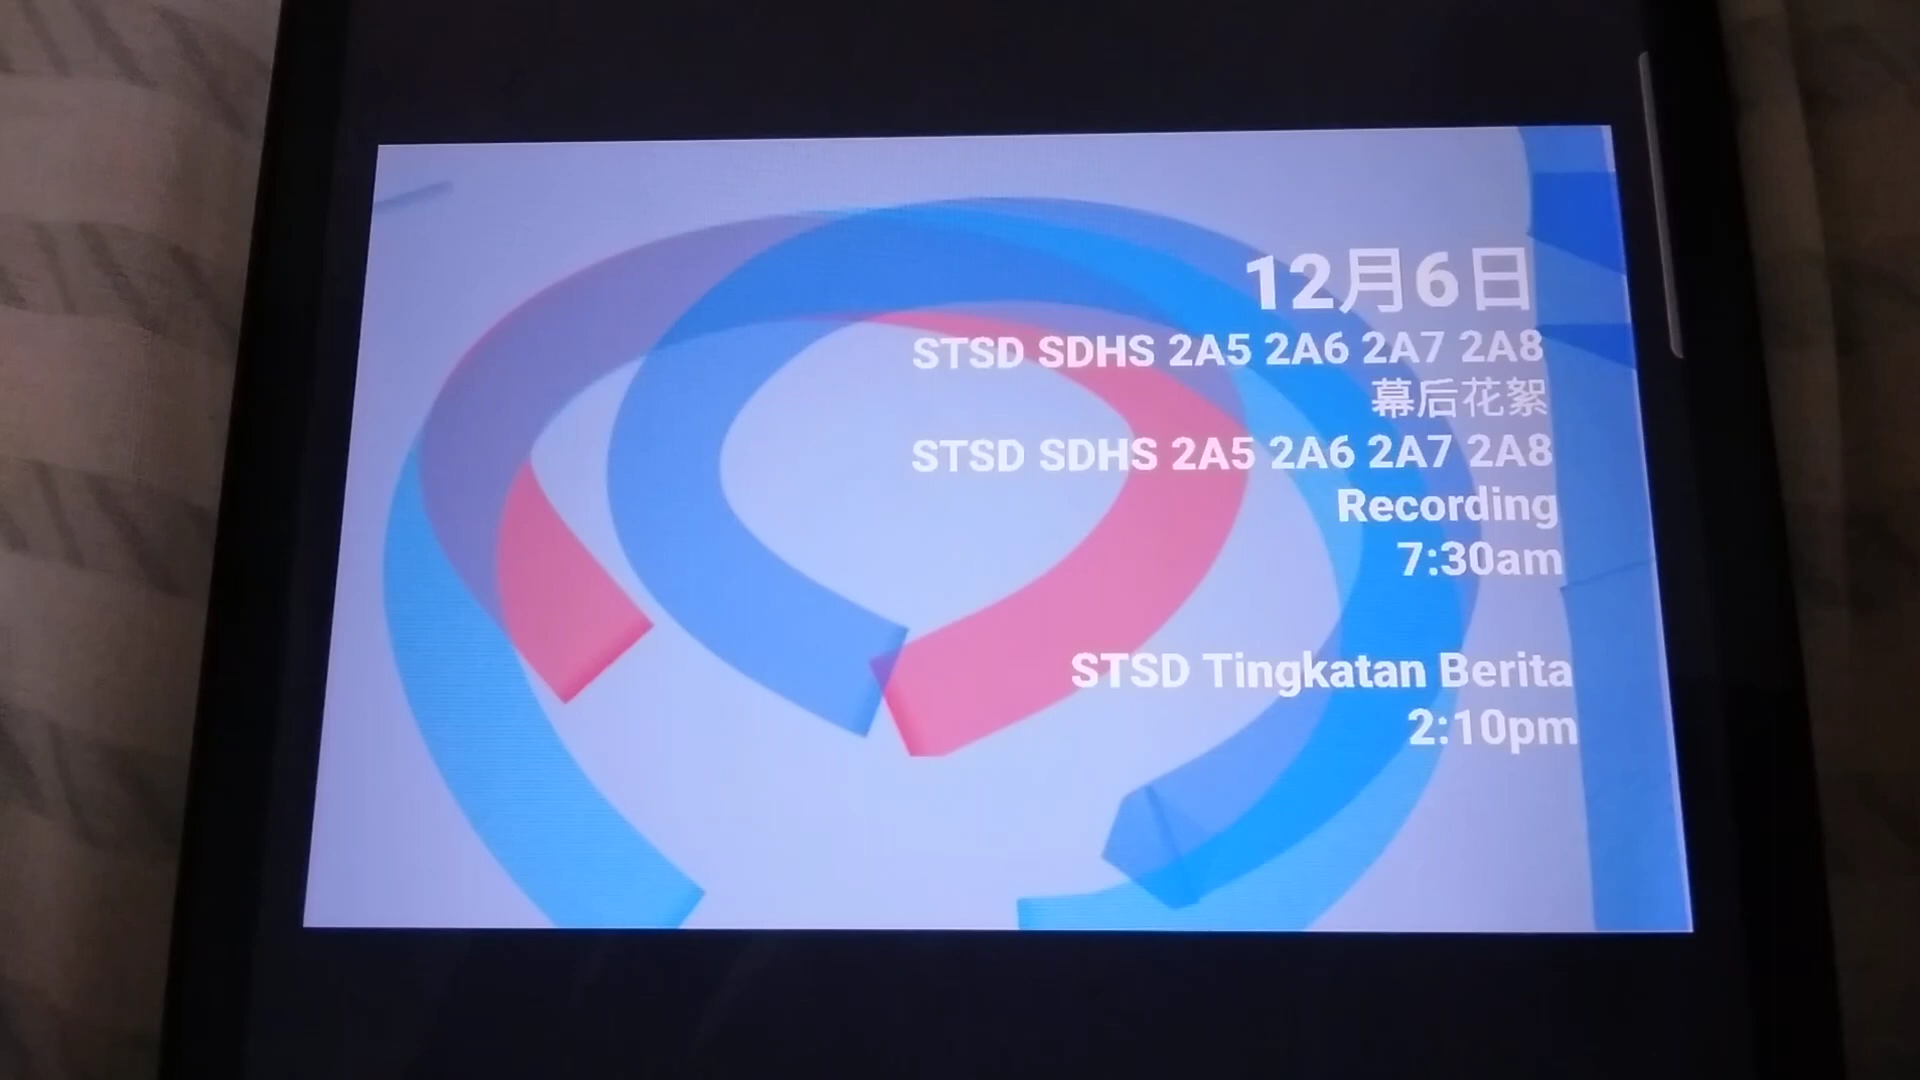 12月6日
STSD SDHS 2A5 2A6 2A7 2A8
幕后花絮
STSD SDHS 2A5 2A6 2A7 2A8
Recording
7:30am
STSD Tingkatan Berita
2:10pm